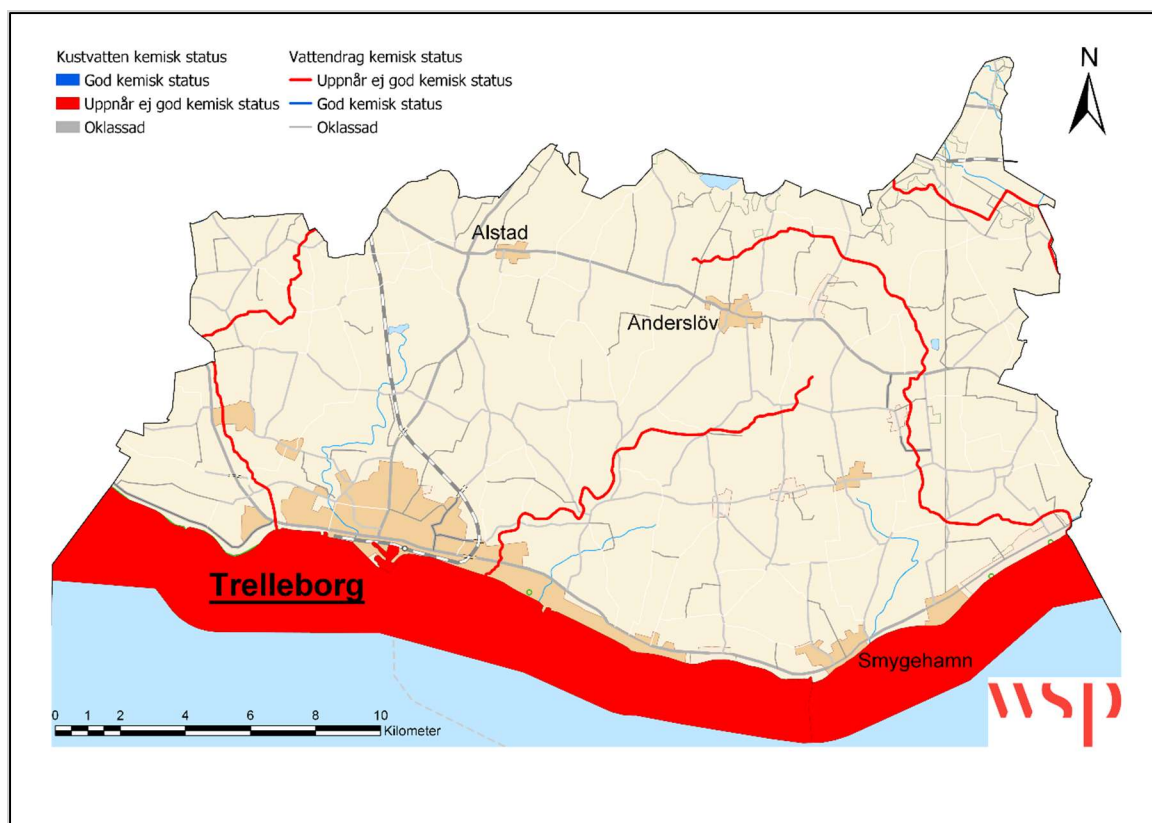 Kustvatten kemisk status
God kemisk status
Uppnår ej god kemisk status
Oklassad
Vattendrag kemisk status
Uppnår ej god kemisk status
God kemisk status
Oklassad
N
Alstad
Anderslöv
Trelleborg
Smygehamn
0 1 2 4 6 8 10
Kilometer
wsp